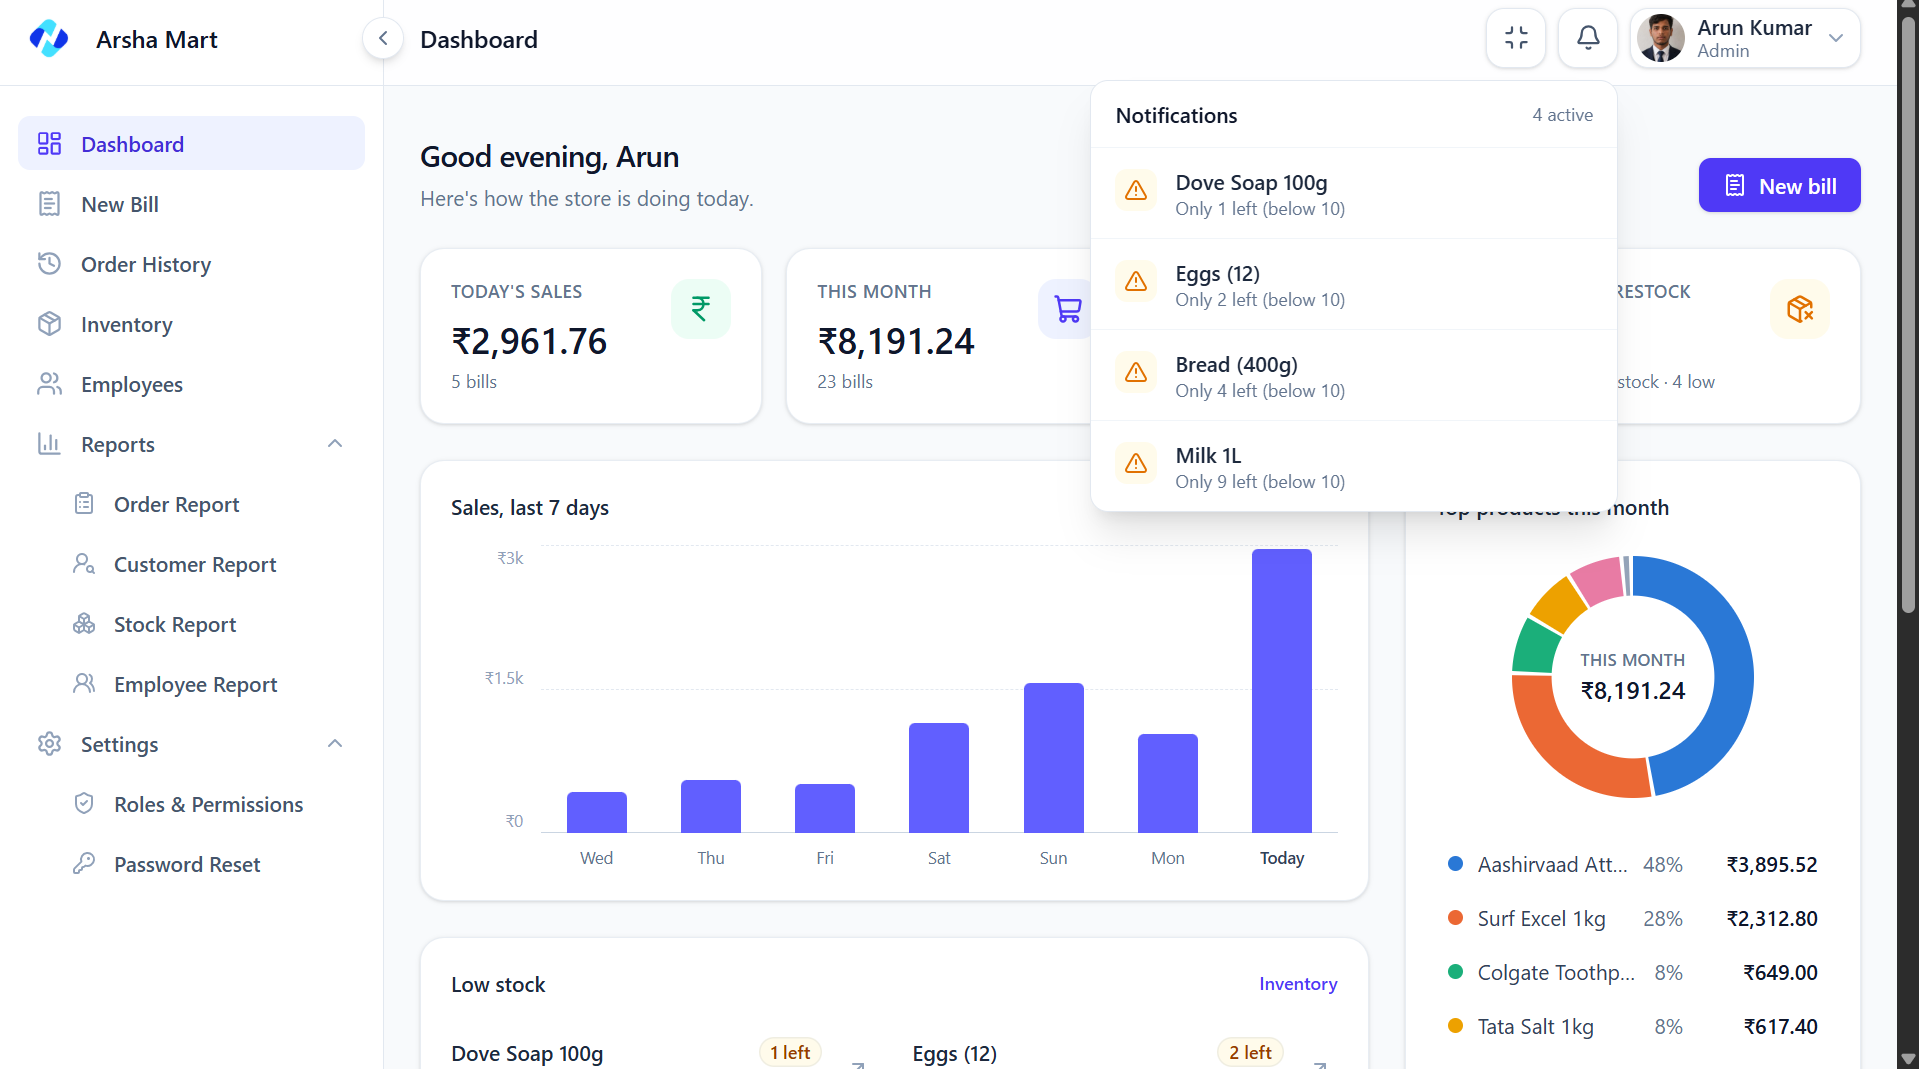 Arsha Mart
Dashboard
Arun Kumar
Admin
Dashboard
New Bill
Order History
Inventory
Employees
Reports
Order Report
Customer Report
Stock Report
Employee Report
Settings
Roles & Permissions
Password Reset
Good evening, Arun
Here's how the store is doing today.
New bill
Notifications
4 active
Dove Soap 100g
Only 1 left (below 10)
Eggs (12)
Only 2 left (below 10)
Bread (400g)
Only 4 left (below 10)
Milk 1L
Only 9 left (below 10)
TODAY'S SALES
₹2,961.76
5 bills
THIS MONTH
₹8,191.24
23 bills
RESTOCK
stock · 4 low
Sales, last 7 days
₹3k
₹1.5k
₹0
Wed
Thu
Fri
Sat
Sun
Mon
Today
Top products this month
THIS MONTH
₹8,191.24
Aashirvaad Att... 48% ₹3,895.52
Surf Excel 1kg 28% ₹2,312.80
Colgate Toothp... 8% ₹649.00
Tata Salt 1kg 8% ₹617.40
Low stock
Inventory
Dove Soap 100g
1 left
Eggs (12)
2 left